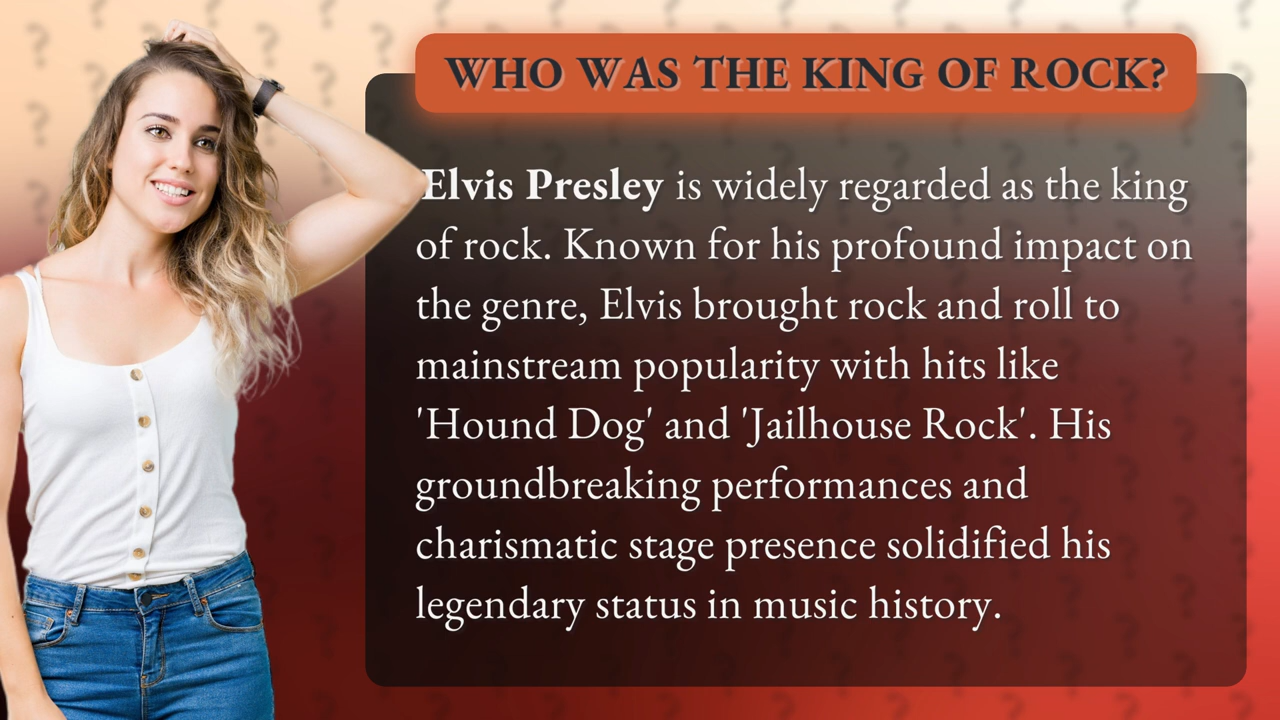 WHO WAS THE KING OF ROCK?
Elvis Presley is widely regarded as the king
of rock. Known for his profound impact on
the genre, Elvis brought rock and roll to
mainstream popularity with hits like
'Hound Dog' and 'Jailhouse Rock'. His
groundbreaking performances and
charismatic stage presence solidified his
legendary status in music history.